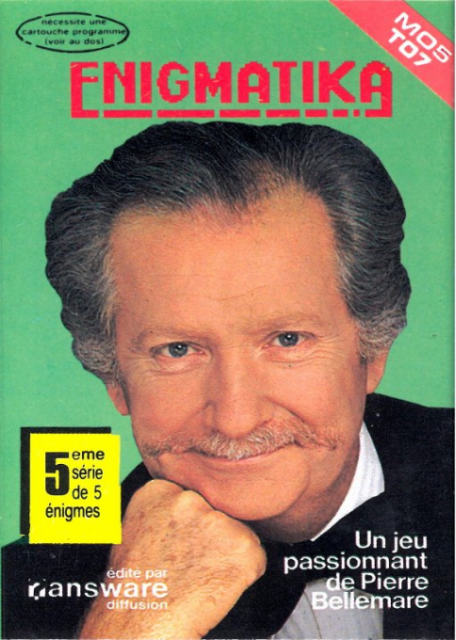 nécessite une
cartouche programme
(voir au dos)
MO5
TO7
ENIGMATIKA
5
eme
série
de 5
énigmes
édité par
answare
diffusion
Un jeu
passionnant
de Pierre
Bellemare